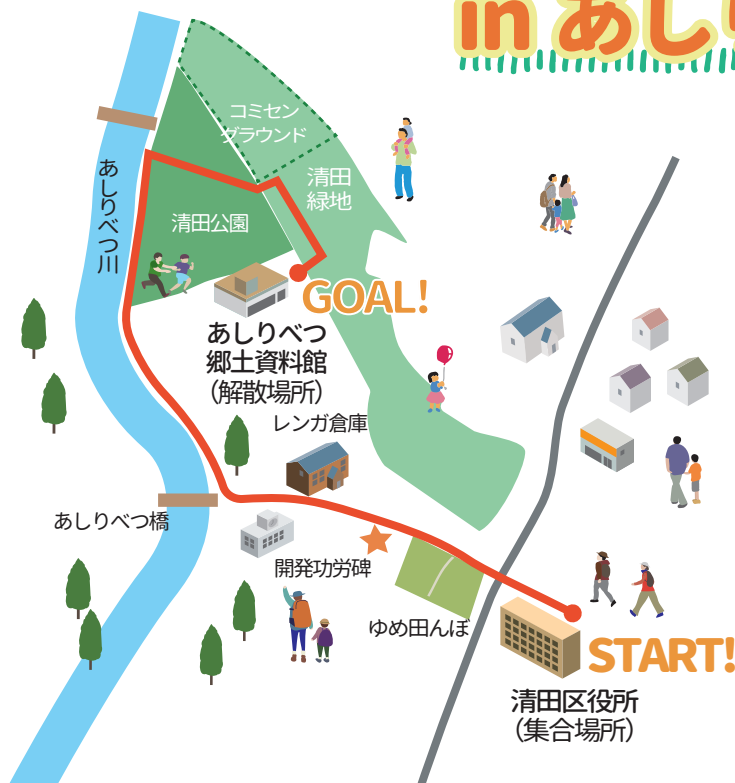 in あし
コミセン
グラウンド
清田
緑地
あしりべつ川
清田公園
GOAL!
あしりべつ
郷土資料館
（解散場所）
レンガ倉庫
あしりべつ橋
開発功労碑
ゆめ田んぼ
START!
清田区役所
（集合場所）